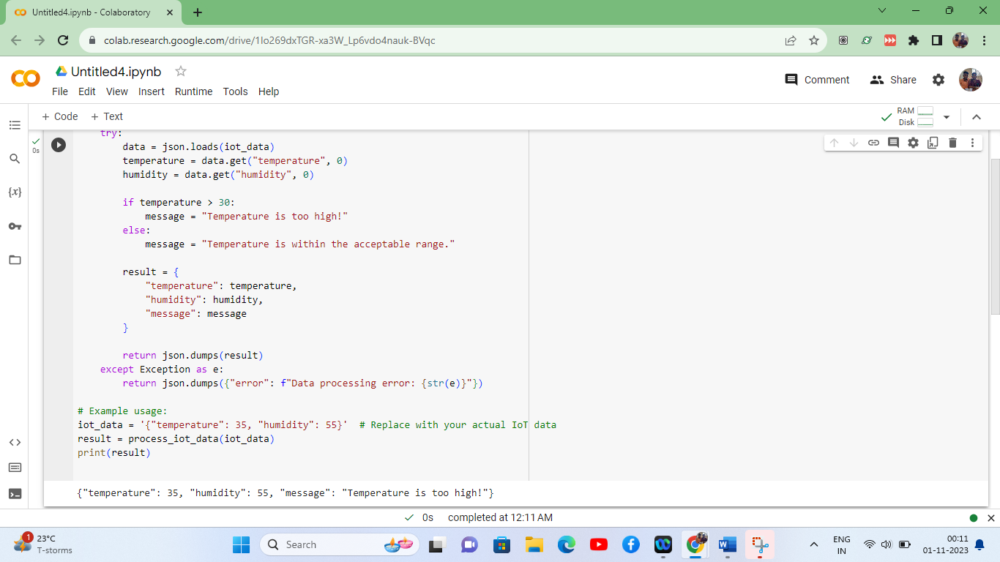 Untitled4.ipynb - Colaboratory
colab.research.google.com/drive/1Io269dxTGR-xa3W_Lp6vdo4nauk-BVqc
Untitled4.ipynb
File Edit View Insert Runtime Tools Help
Comment Share
+ Code + Text
RAM
Disk
0s
try:
data = json.loads(iot_data)
temperature = data.get("temperature", 0)
humidity = data.get("humidity", 0)
if temperature > 30:
message = "Temperature is too high!"
else:
message = "Temperature is within the acceptable range."
result = {
"temperature": temperature,
"humidity": humidity,
"message": message
}
return json.dumps(result)
except Exception as e:
return json.dumps({"error": f"Data processing error: {str(e)}"})
# Example usage:
iot_data = '{"temperature": 35, "humidity": 55}'  # Replace with your actual IoT data
result = process_iot_data(iot_data)
print(result)
{"temperature": 35, "humidity": 55, "message": "Temperature is too high!"}
0s completed at 12:11 AM
1
23°C
T-storms
Search
ENG
IN
00:11
01-11-2023